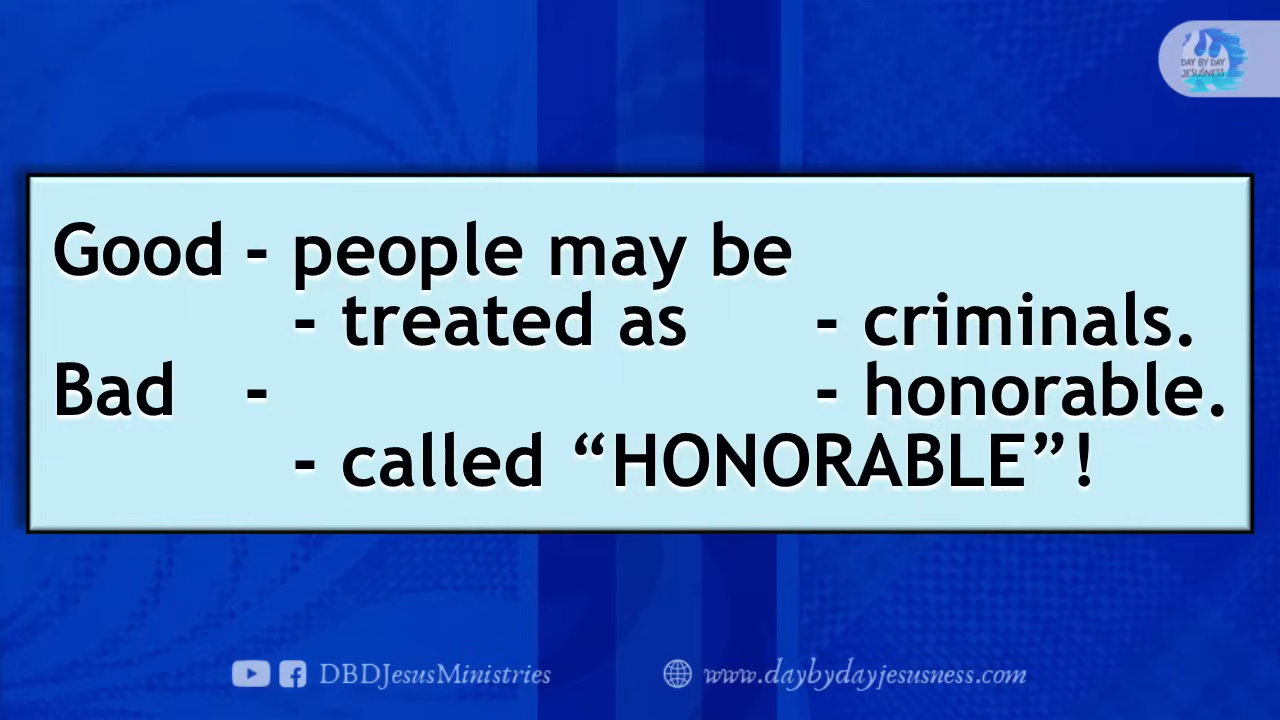 DAY BY DAY
JESUSNESS
Good - people may be
- treated as - criminals.
Bad - - honorable.
- called “HONORABLE”!
DBDJesusMinistries
www.daybydayjesusness.com